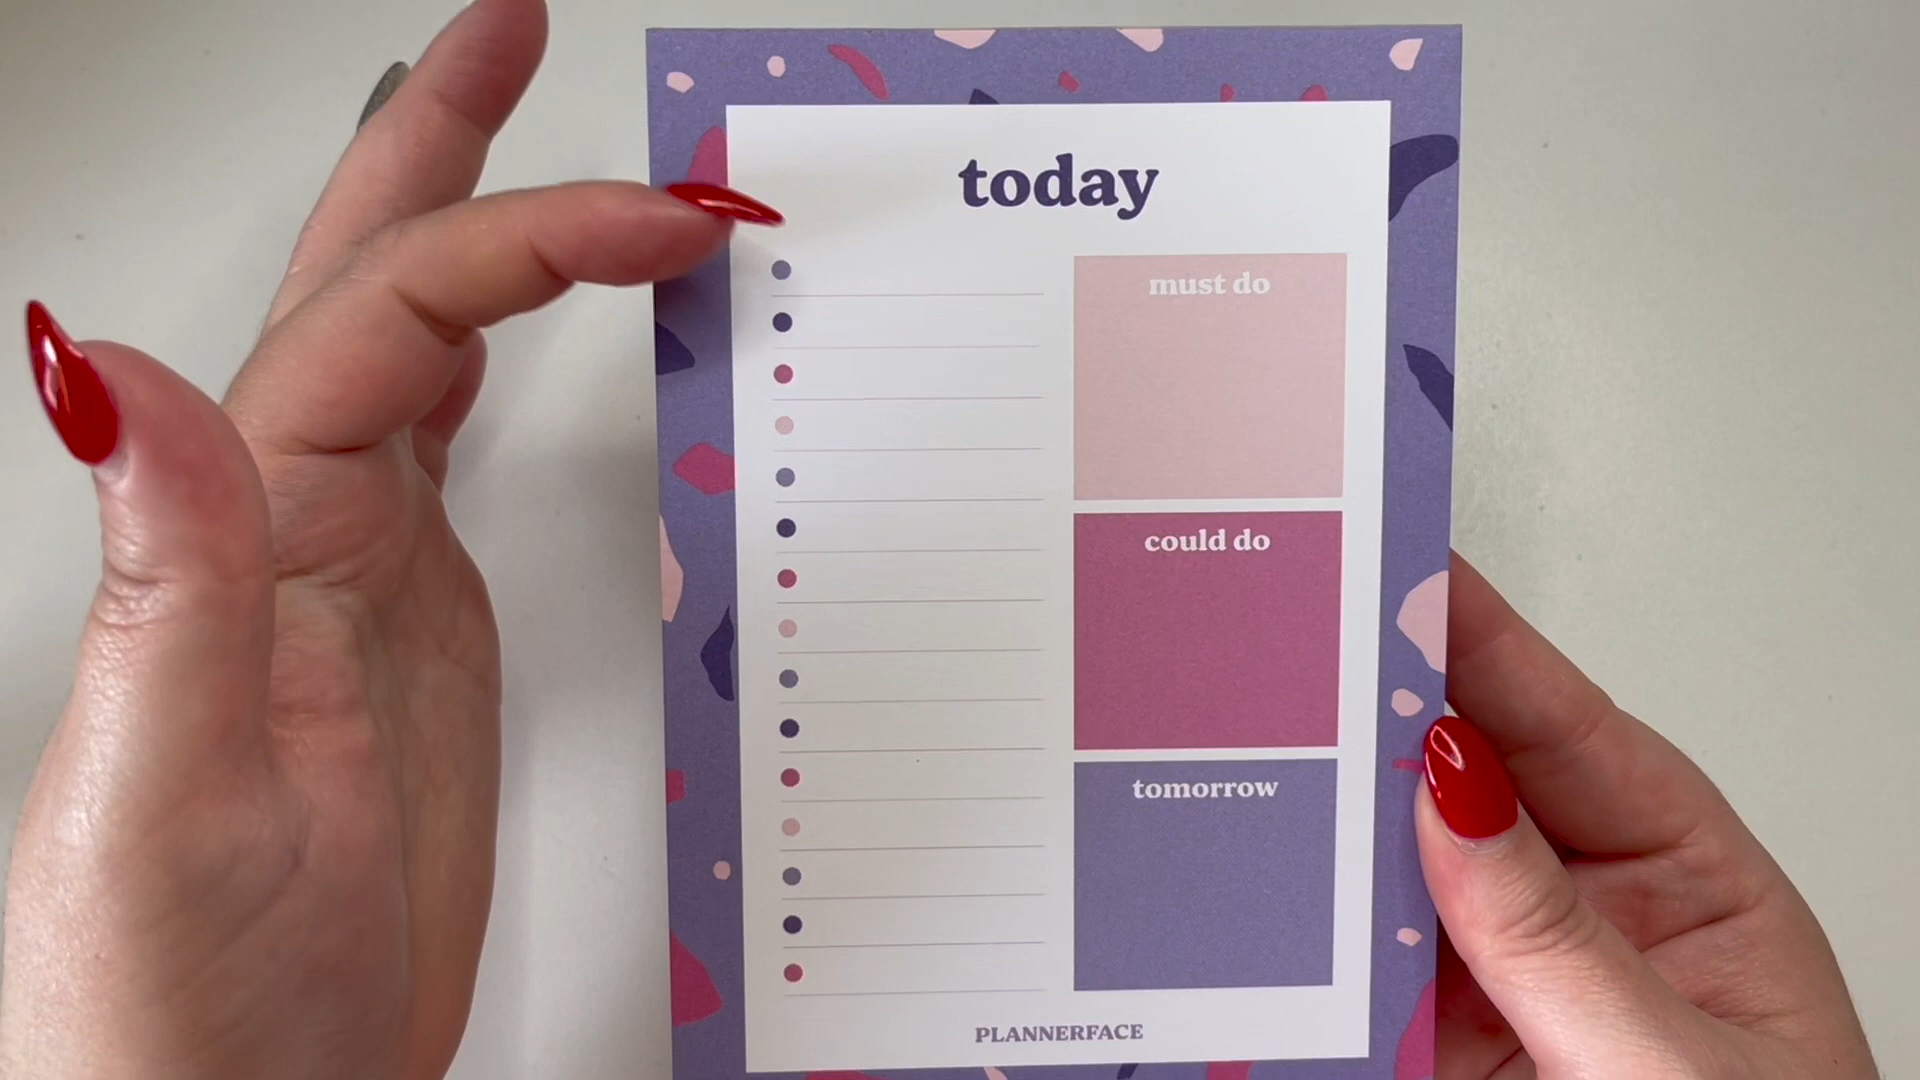 today
must do
could do
tomorrow
PLANNERFACE